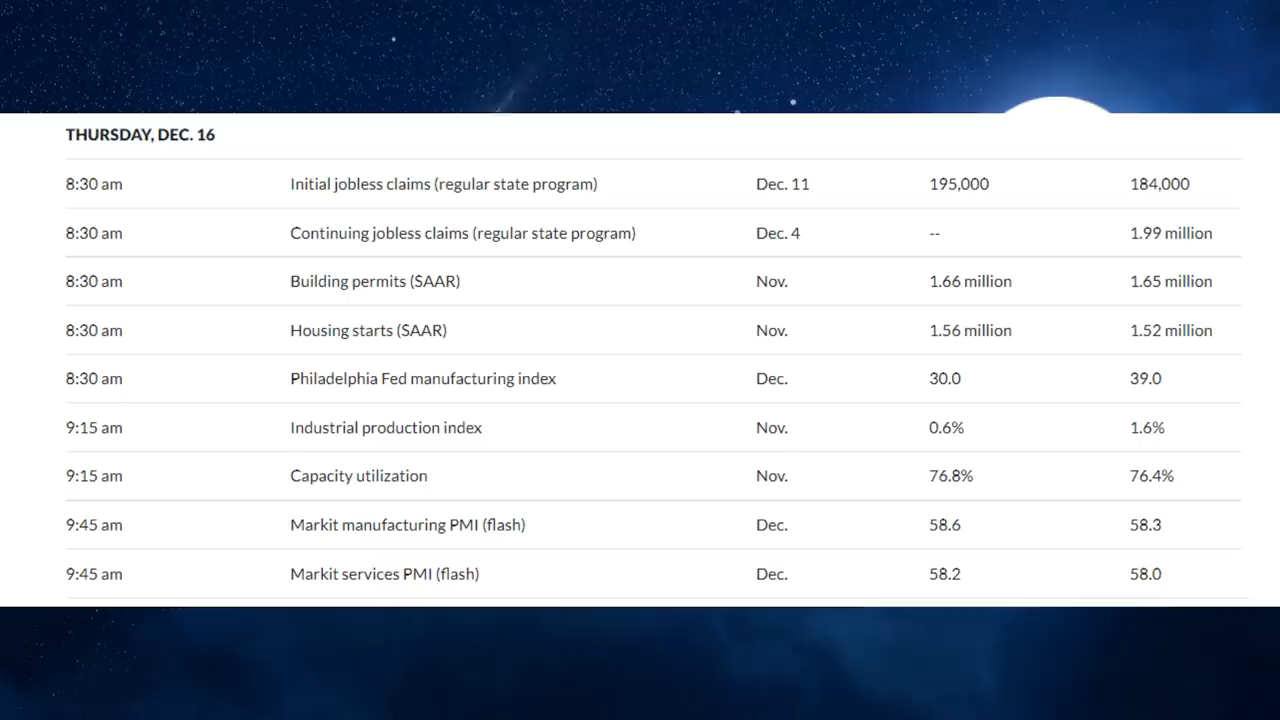 THURSDAY, DEC. 16
8:30 am Initial jobless claims (regular state program) Dec. 11 195,000 184,000
8:30 am Continuing jobless claims (regular state program) Dec. 4 -- 1.99 million
8:30 am Building permits (SAAR) Nov. 1.66 million 1.65 million
8:30 am Housing starts (SAAR) Nov. 1.56 million 1.52 million
8:30 am Philadelphia Fed manufacturing index Dec. 30.0 39.0
9:15 am Industrial production index Nov. 0.6% 1.6%
9:15 am Capacity utilization Nov. 76.8% 76.4%
9:45 am Markit manufacturing PMI (flash) Dec. 58.6 58.3
9:45 am Markit services PMI (flash) Dec. 58.2 58.0